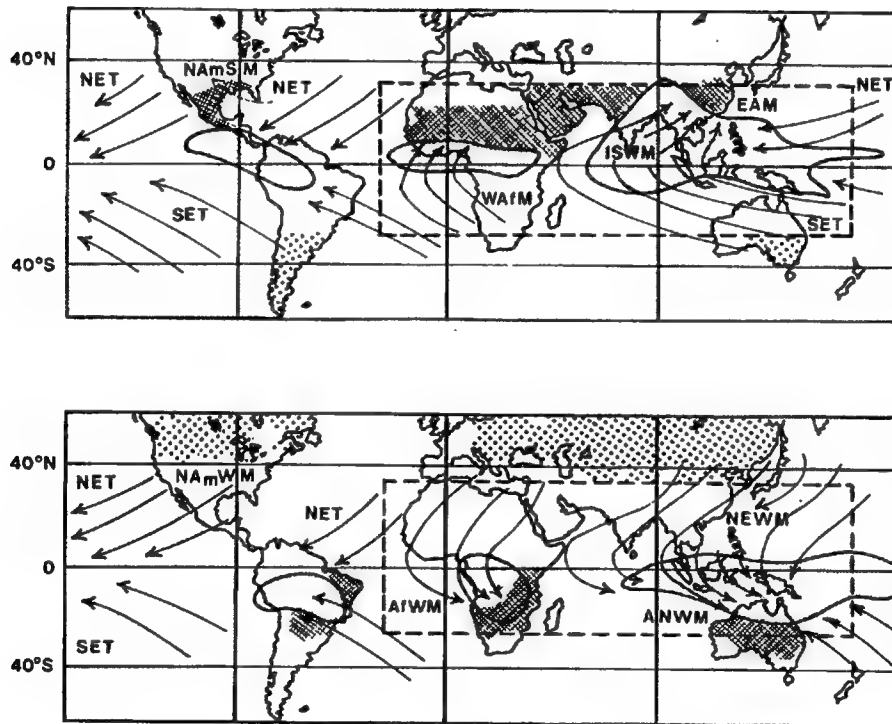 40°N
NAmSM
NET
NET
EAM
NET
ISWM
0
WAfM
SET
SET
40°S
40°N
NAmWM
NET
NET
NEWM
0
AfWM
ANWM
SET
40°S